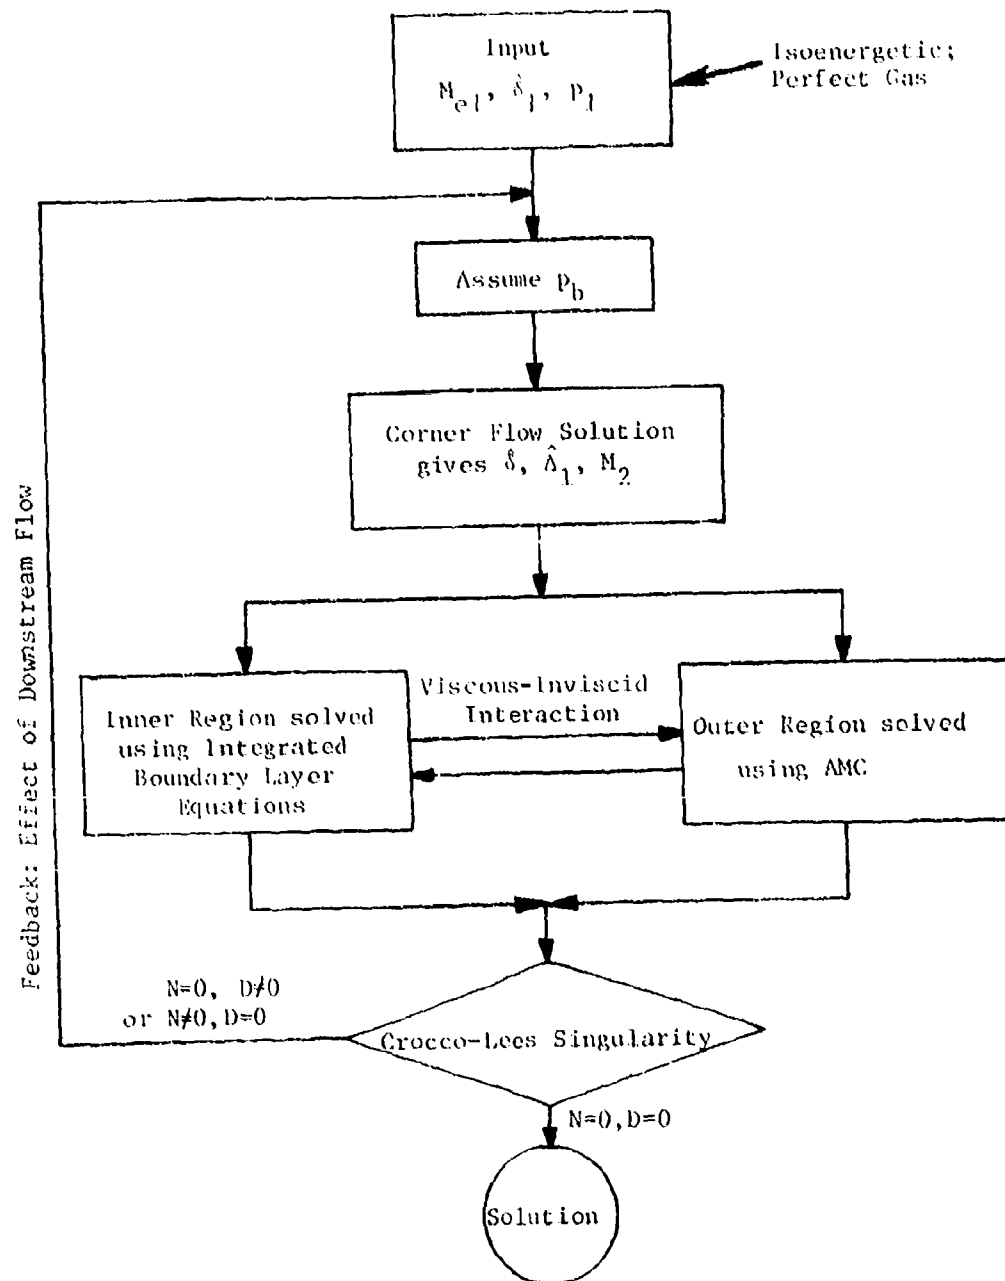 Input
M_e1, δ̂_1, p_1
Isoenergetic;
Perfect Gas
Assume p_b
Corner Flow Solution
gives δ̂, Λ̂_1, M_2
Feedback: Effect of Downstream Flow
Viscous-Inviscid
Interaction
Inner Region solved
using Integrated
Boundary Layer
Equations
Outer Region solved
using AMC
N=0, D≠0
or N≠0, D=0
Crocco-Lees Singularity
N=0, D=0
Solution